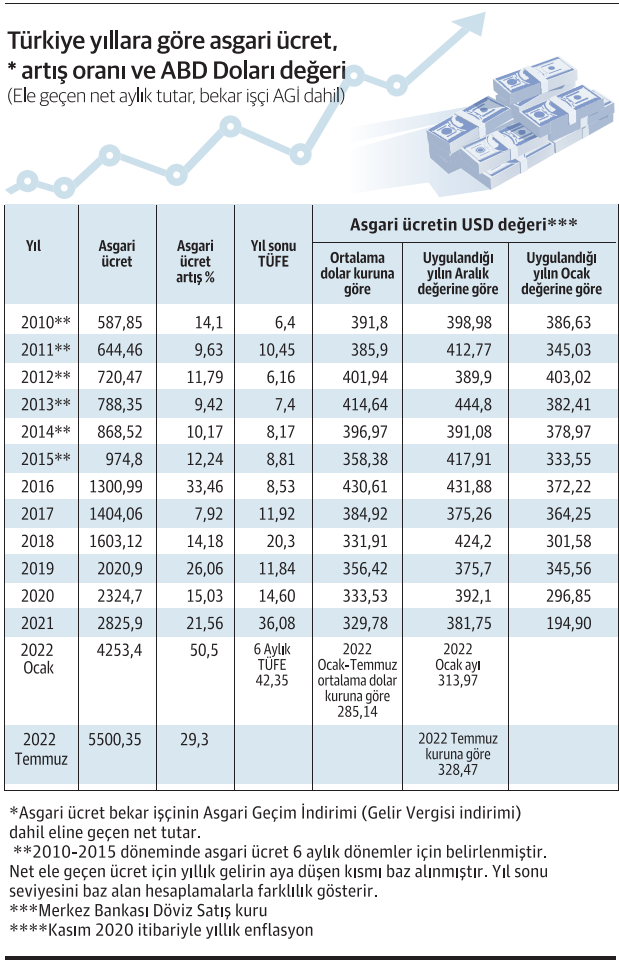 Türkiye yıllara göre asgari ücret,
* artış oranı ve ABD Doları değeri
(Ele geçen net aylık tutar, bekar işçi AGİ dahil)
Asgari ücretin USD değeri***
Yıl Asgari ücret Asgari ücret artış % Yıl sonu TÜFE Ortalama dolar kuruna göre Uygulandığı yılın Aralık değerine göre Uygulandığı yılın Ocak değerine göre
2010** 587,85 14,1 6,4 391,8 398,98 386,63
2011** 644,46 9,63 10,45 385,9 412,77 345,03
2012** 720,47 11,79 6,16 401,94 389,9 403,02
2013** 788,35 9,42 7,4 414,64 444,8 382,41
2014** 868,52 10,17 8,17 396,97 391,08 378,97
2015** 974,8 12,24 8,81 358,38 417,91 333,55
2016 1300,99 33,46 8,53 430,61 431,88 372,22
2017 1404,06 7,92 11,92 384,92 375,26 364,25
2018 1603,12 14,18 20,3 331,91 424,2 301,58
2019 2020,9 26,06 11,84 356,42 375,7 345,56
2020 2324,7 15,03 14,60 333,53 392,1 296,85
2021 2825,9 21,56 36,08 329,78 381,75 194,90
2022 Ocak 4253,4 50,5 6 Aylık TÜFE 42,35 2022 Ocak-Temmuz ortalama dolar kuruna göre 285,14 2022 Ocak ayı 313,97
2022 Temmuz 5500,35 29,3 2022 Temmuz kuruna göre 328,47
*Asgari ücret bekar işçinin Asgari Geçim İndirimi (Gelir Vergisi indirimi)
dahil eline geçen net tutar.
**2010-2015 döneminde asgari ücret 6 aylık dönemler için belirlenmiştir.
Net ele geçen ücret için yıllık gelirin aya düşen kısmı baz alınmıştır. Yıl sonu
seviyesini baz alan hesaplamalarla farklılık gösterir.
***Merkez Bankası Döviz Satış kuru
****Kasım 2020 itibariyle yıllık enflasyon